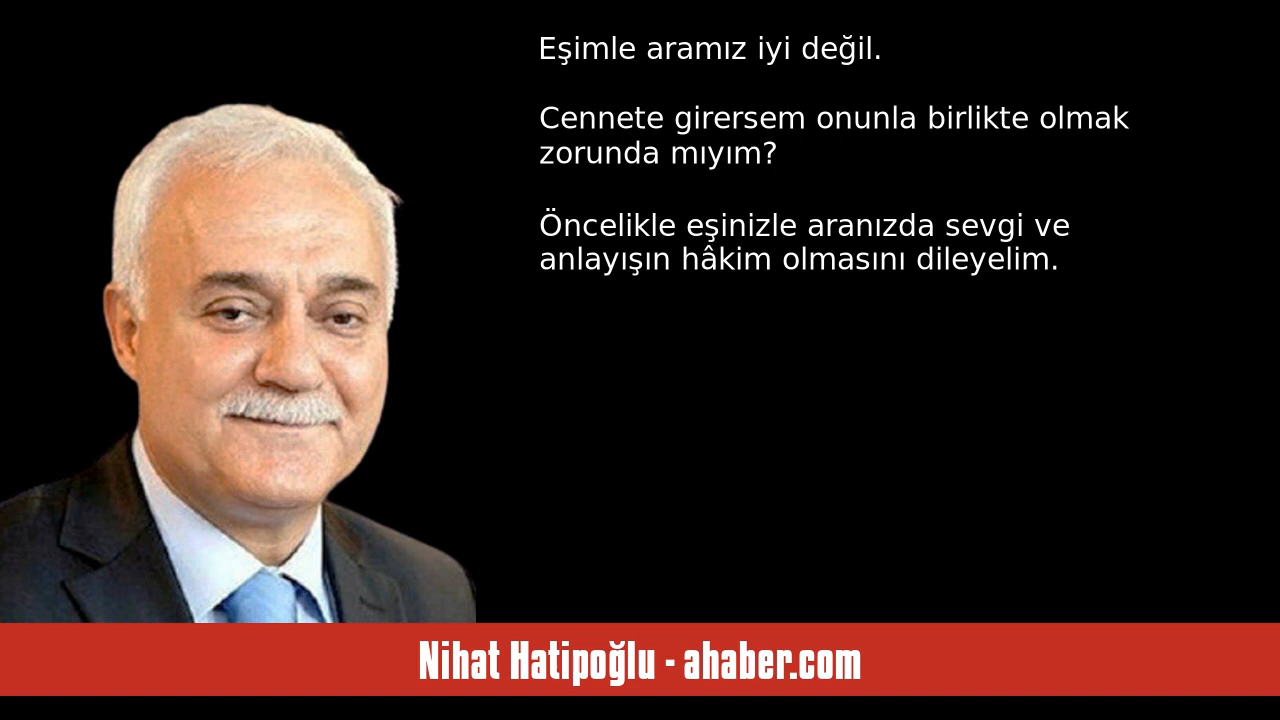 Eşimle aramız iyi değil.
Cennete girersem onunla birlikte olmak
zorunda mıyım?
Öncelikle eşinizle aranızda sevgi ve
anlayışın hâkim olmasını dileyelim.
Nihat Hatipoğlu - ahaber.com